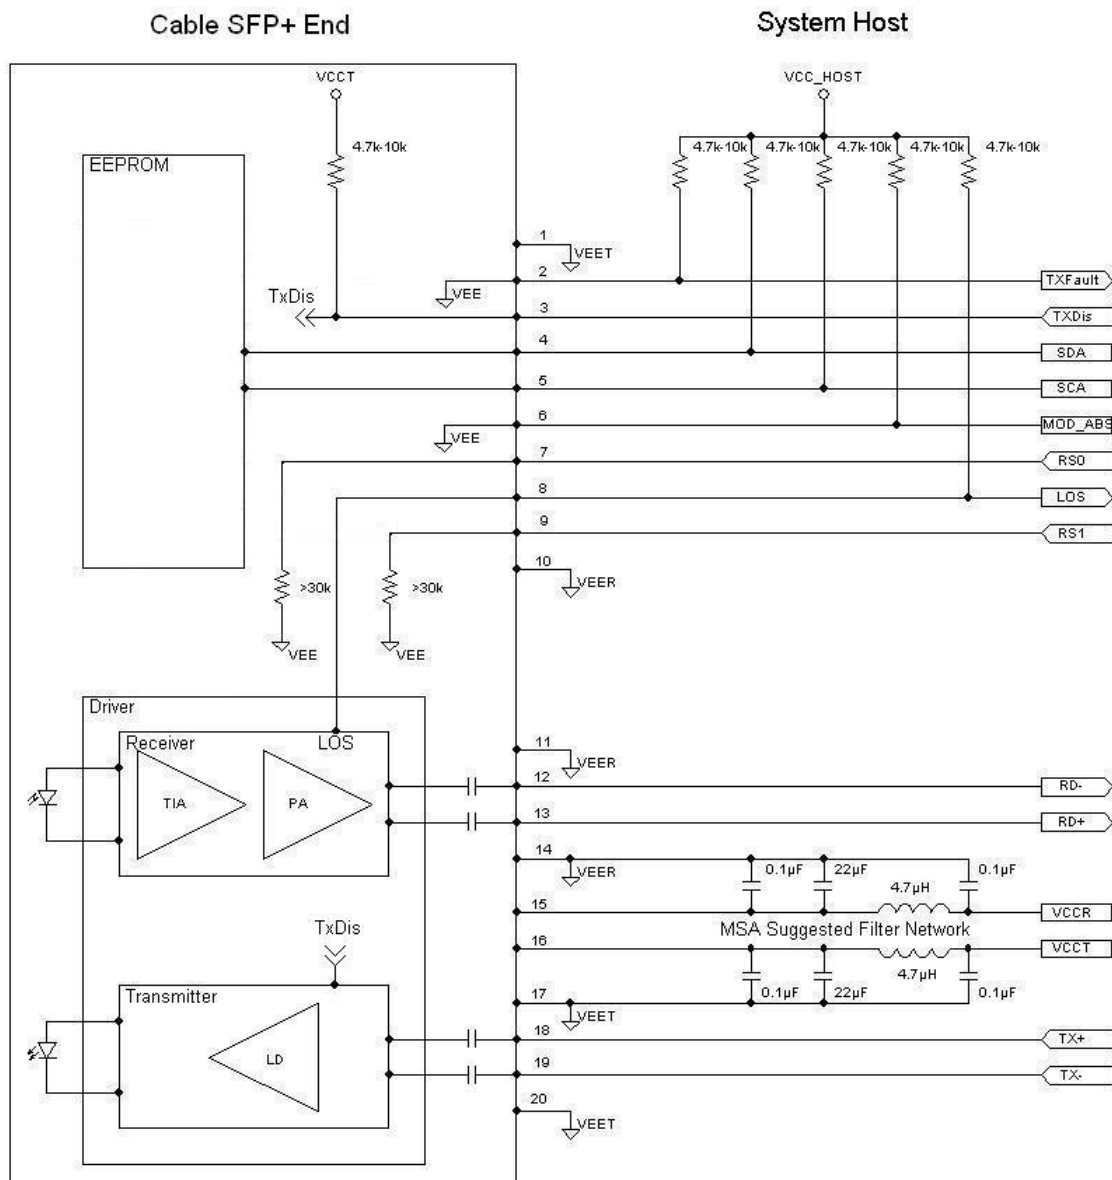 Cable SFP+ End
System Host
VCCT
VCC_HOST
4.7k-10k
4.7k-10k 4.7k-10k 4.7k-10k 4.7k-10k 4.7k-10k
EEPROM
1
VEET
2
VEE
TXFault
TxDis
3
TXDis
4
SDA
5
SCA
6
VEE
MOD_ABS
7
RS0
8
LOS
9
RS1
10
VEER
>30k
>30k
VEE
VEE
Driver
Receiver
LOS
TIA
PA
11
VEER
12
RD-
13
RD+
14
VEER
0.1µF
22µF
4.7µH
0.1µF
15
VCCR
MSA Suggested Filter Network
16
VCCT
4.7µH
0.1µF
22µF
0.1µF
17
VEET
TxDis
Transmitter
LD
18
TX+
19
TX-
20
VEET